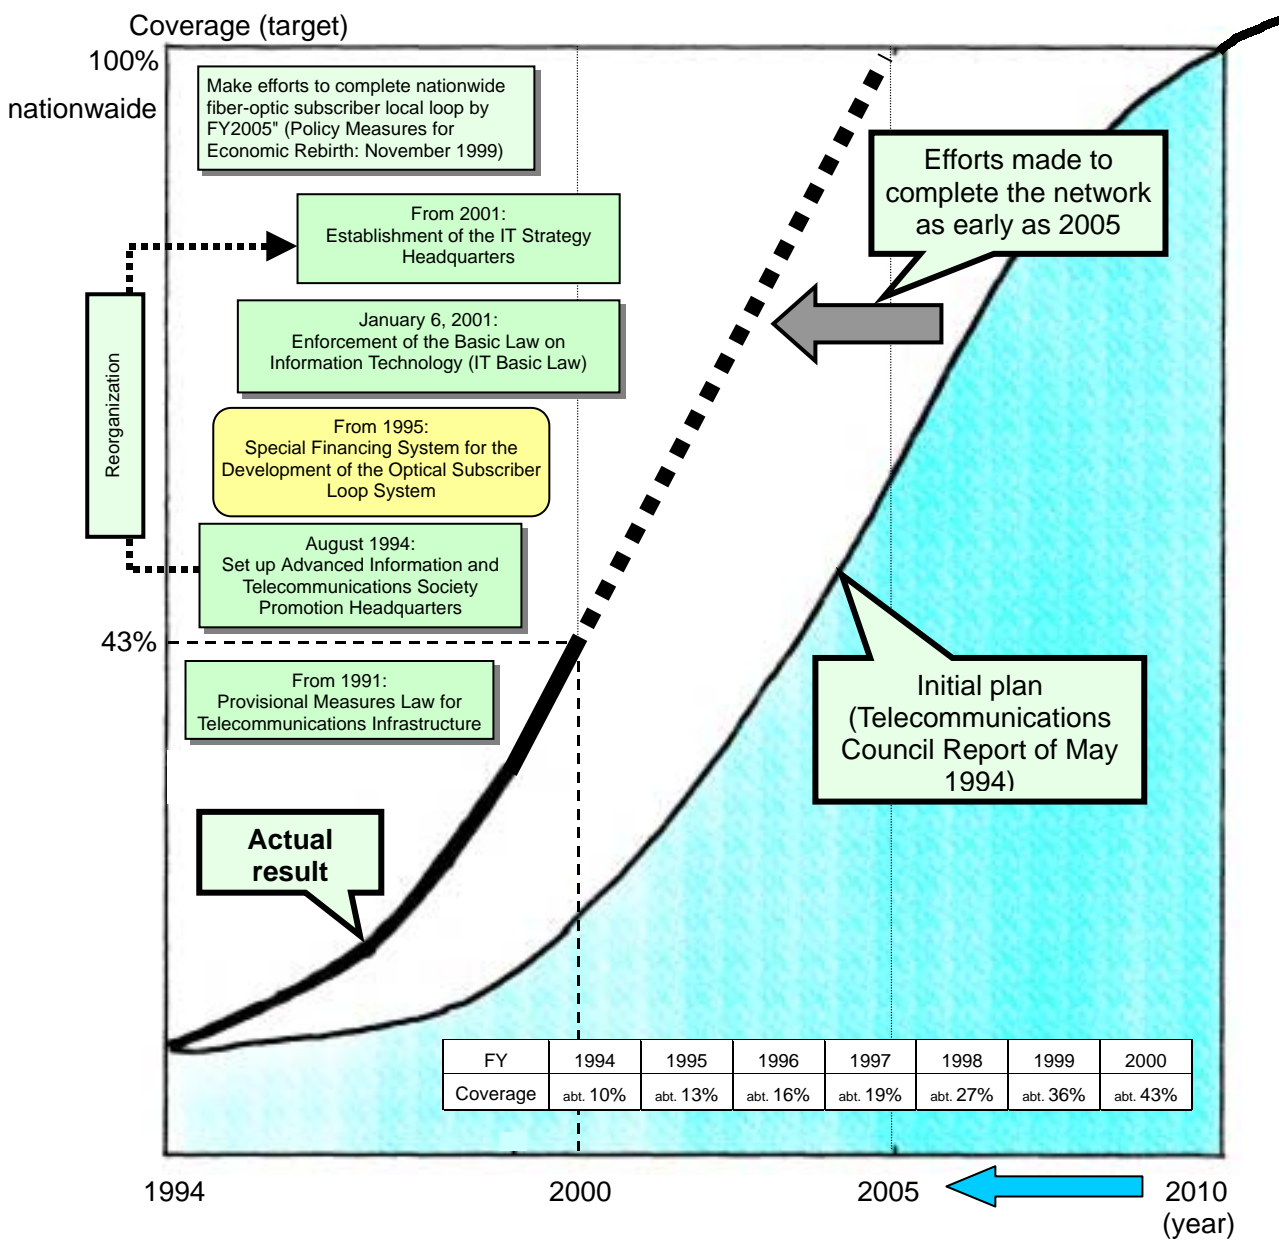 Coverage (target)
100%
nationwaide
Make efforts to complete nationwide
fiber-optic subscriber local loop by
FY2005" (Policy Measures for
Economic Rebirth: November 1999)
From 2001:
Establishment of the IT Strategy
Headquarters
January 6, 2001:
Enforcement of the Basic Law on
Information Technology (IT Basic Law)
Reorganization
From 1995:
Special Financing System for the
Development of the Optical Subscriber
Loop System
August 1994:
Set up Advanced Information and
Telecommunications Society
Promotion Headquarters
43%
From 1991:
Provisional Measures Law for
Telecommunications Infrastructure
Actual
result
Efforts made to
complete the network
as early as 2005
Initial plan
(Telecommunications
Council Report of May
1994)
FY 1994 1995 1996 1997 1998 1999 2000
Coverage abt. 10% abt. 13% abt. 16% abt. 19% abt. 27% abt. 36% abt. 43%
1994 2000 2005 2010
(year)